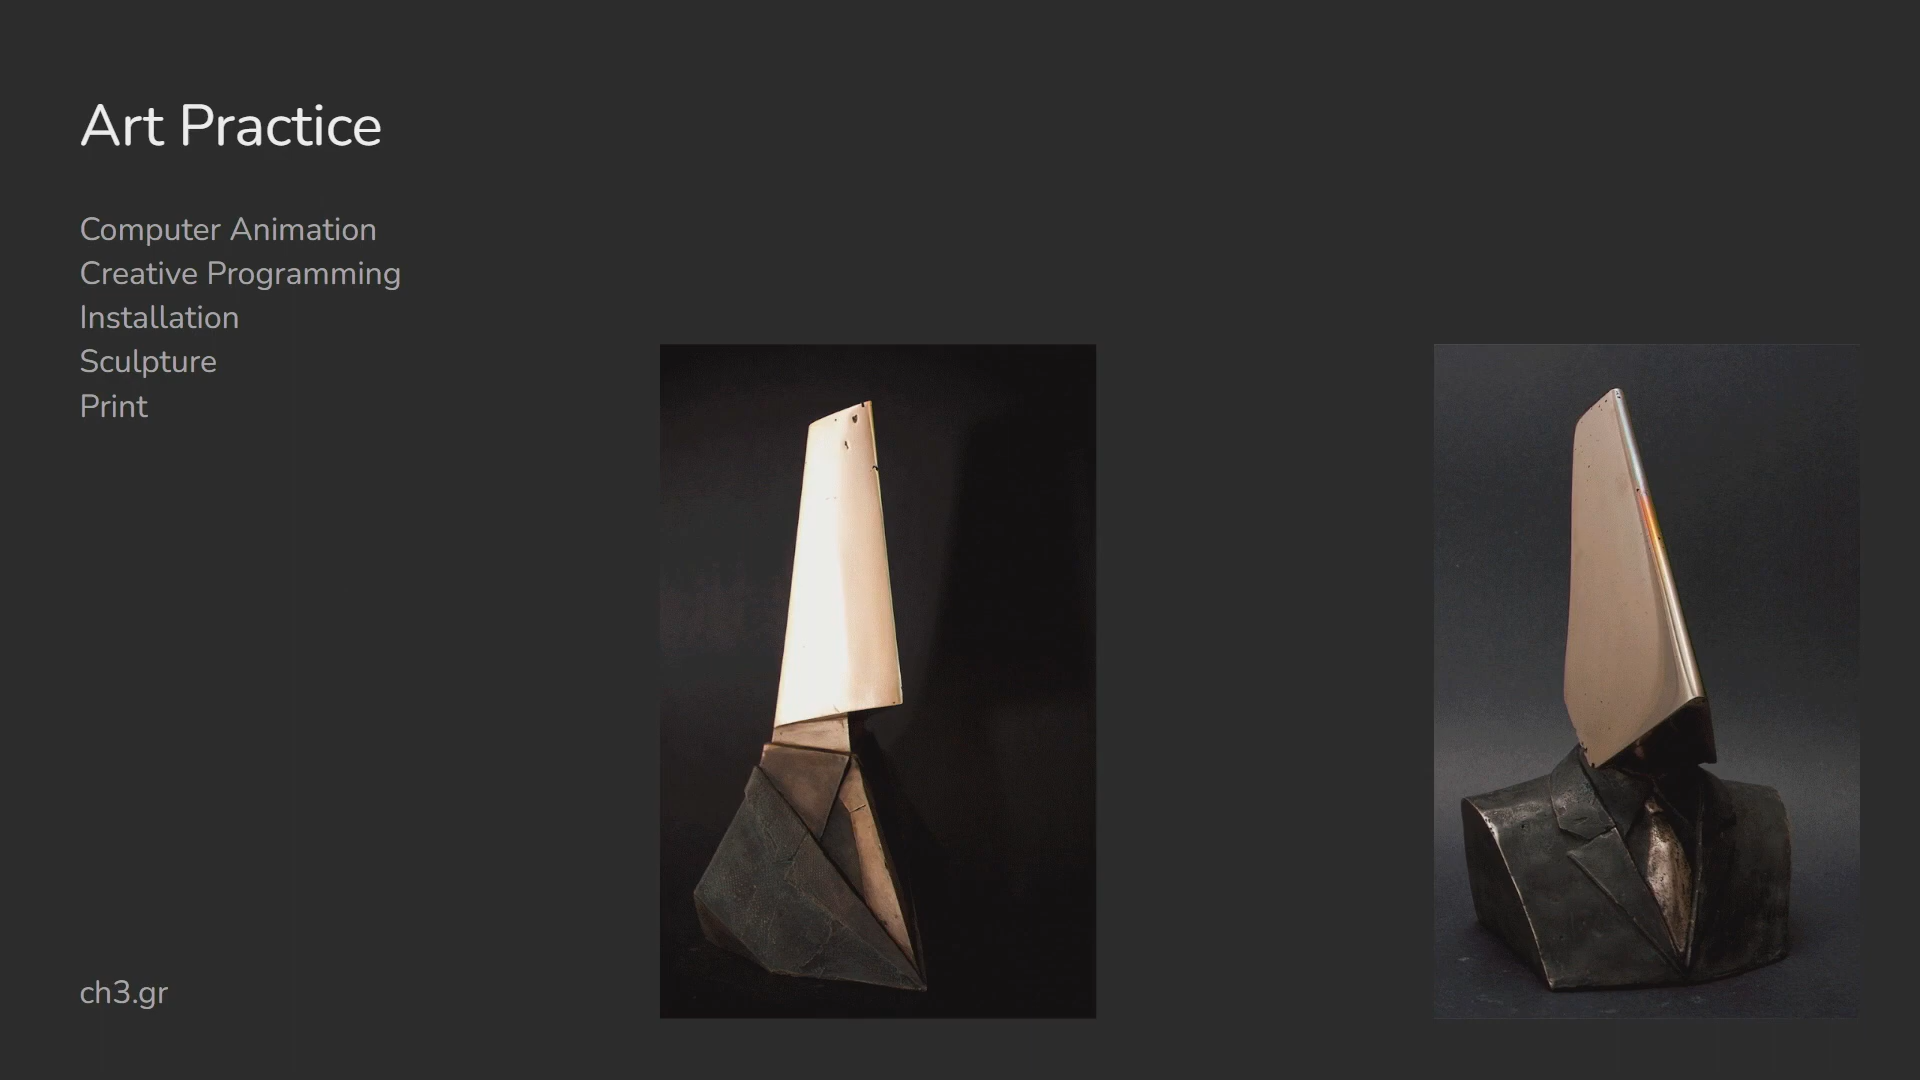 Art Practice
Computer Animation
Creative Programming
Installation
Sculpture
Print
ch3.gr